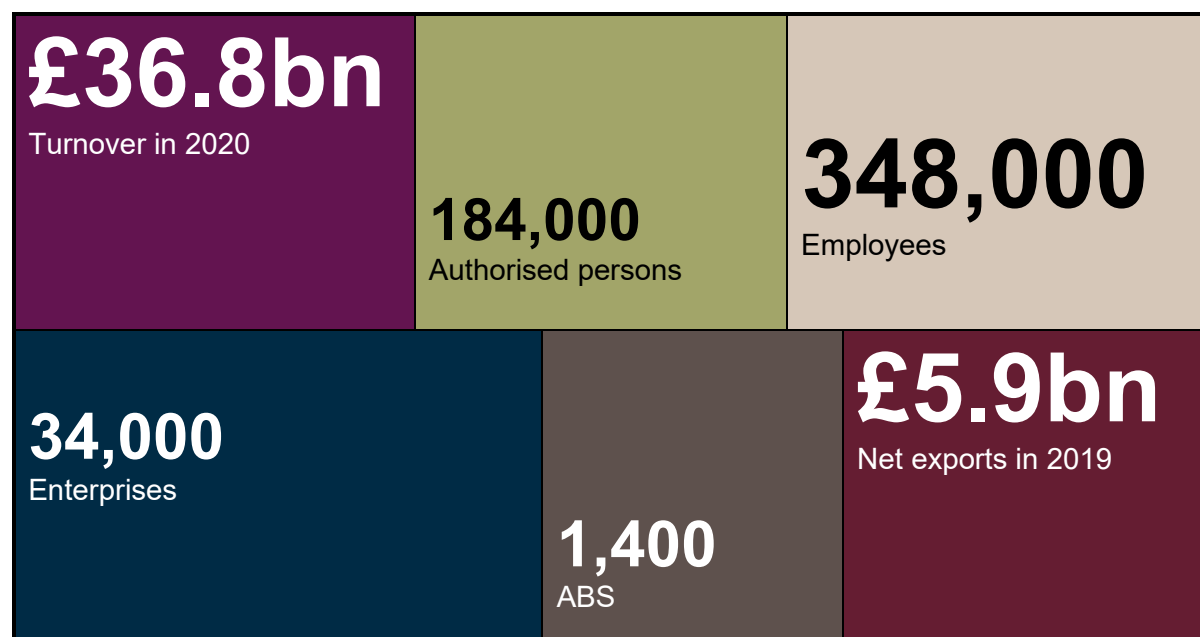 £36.8bn
Turnover in 2020
184,000
Authorised persons
348,000
Employees
34,000
Enterprises
1,400
ABS
£5.9bn
Net exports in 2019